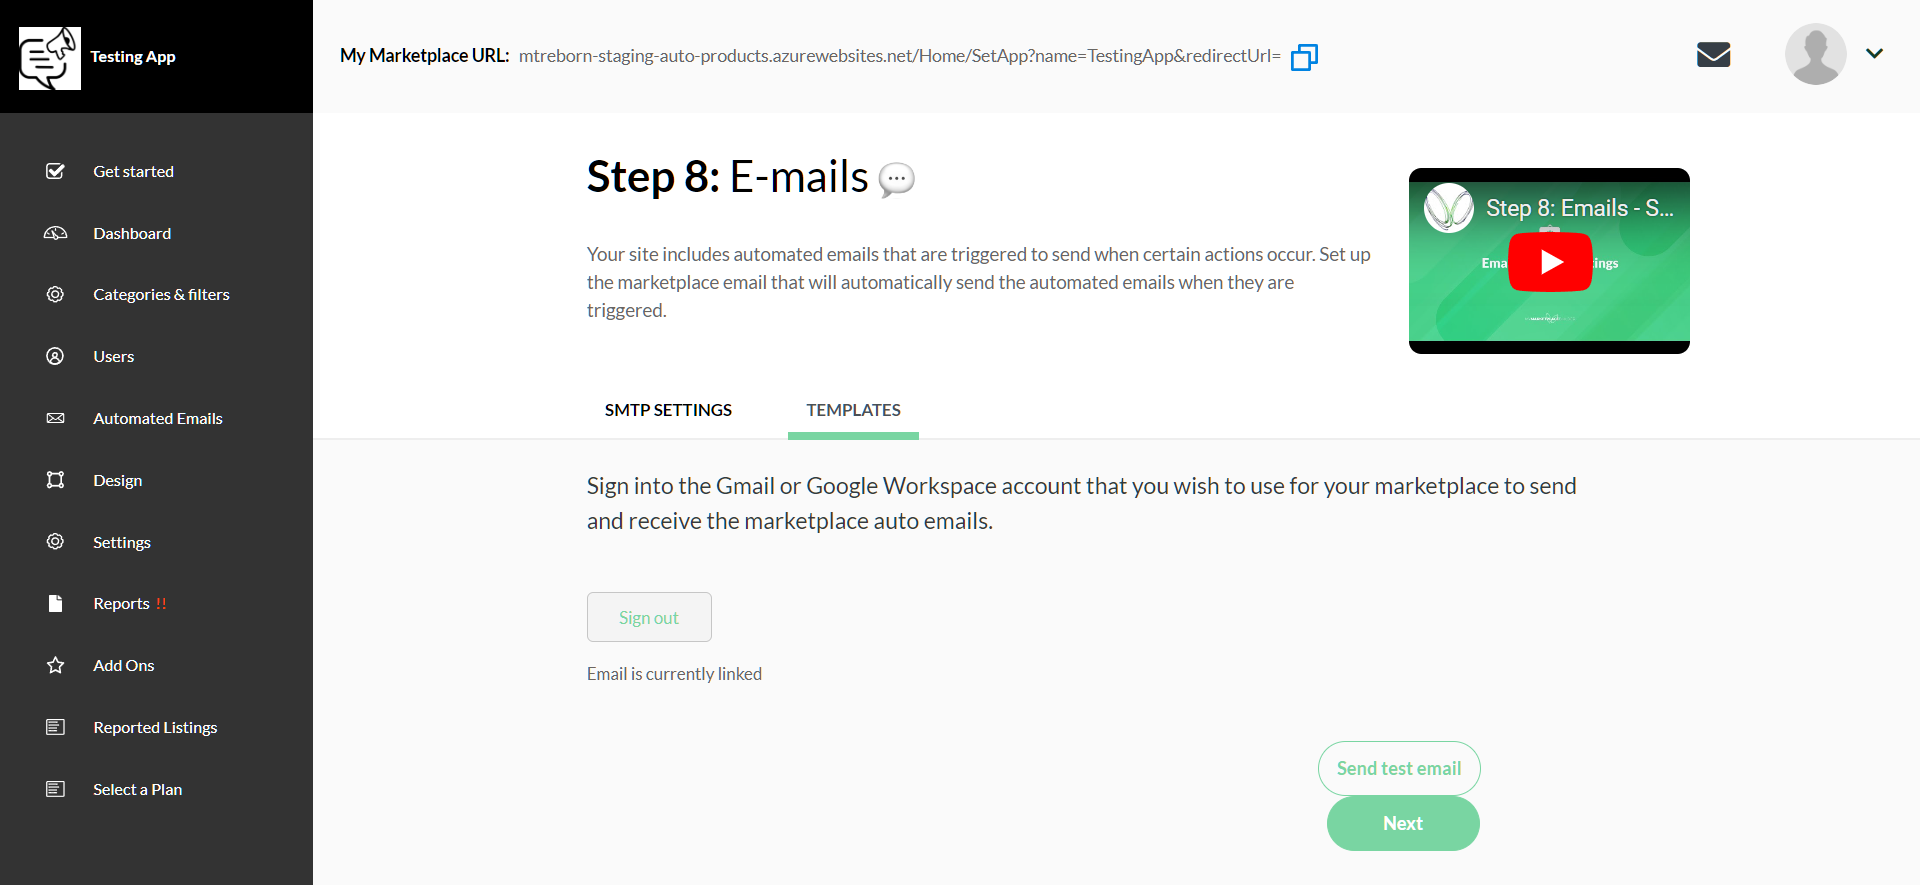 Testing App
Get started
Dashboard
Categories & filters
Users
Automated Emails
Design
Settings
Reports !!
Add Ons
Reported Listings
Select a Plan
My Marketplace URL: mtreborn-staging-auto-products.azurewebsites.net/Home/SetApp?name=TestingApp&redirectUrl=
Step 8: E-mails
Your site includes automated emails that are triggered to send when certain actions occur. Set up
the marketplace email that will automatically send the automated emails when they are
triggered.
Step 8: Emails - S...
SMTP SETTINGS
TEMPLATES
Sign into the Gmail or Google Workspace account that you wish to use for your marketplace to send
and receive the marketplace auto emails.
Sign out
Email is currently linked
Send test email
Next